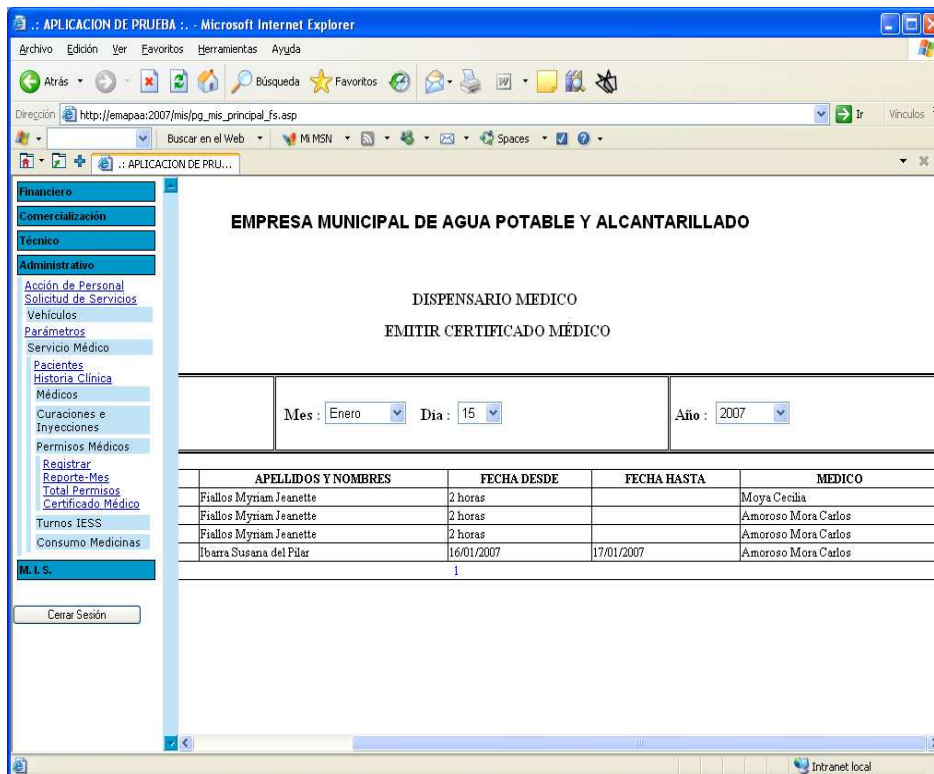 .: APLICACION DE PRUEBA :. - Microsoft Internet Explorer
Archivo Edición Ver Favoritos Herramientas Ayuda
Atrás Búsqueda Favoritos
Dirección http://emapaa:2007/mis/pg_mis_principal_fs.asp Ir Vínculos
Buscar en el Web Mi MSN Spaces
.: APLICACION DE PRU...
Financiero
Comercialización
Técnico
Administrativo
Acción de Personal
Solicitud de Servicios
Vehículos
Parámetros
Servicio Médico
Pacientes
Historia Clínica
Médicos
Curaciones e
Inyecciones
Permisos Médicos
Registrar
Reporte-Mes
Total Permisos
Certificado Médico
Turnos IESS
Consumo Medicinas
M. I. S.
Cerrar Sesión
EMPRESA MUNICIPAL DE AGUA POTABLE Y ALCANTARILLADO
DISPENSARIO MEDICO
EMITIR CERTIFICADO MÉDICO
Mes : Enero Día : 15 Año : 2007
APELLIDOS Y NOMBRES FECHA DESDE FECHA HASTA MEDICO
Fiallos Myriam Jeanette 2 horas Moya Cecilia
Fiallos Myriam Jeanette 2 horas Amoroso Mora Carlos
Fiallos Myriam Jeanette 2 horas Amoroso Mora Carlos
Ibarra Susana del Pilar 16/01/2007 17/01/2007 Amoroso Mora Carlos
1
Intranet local